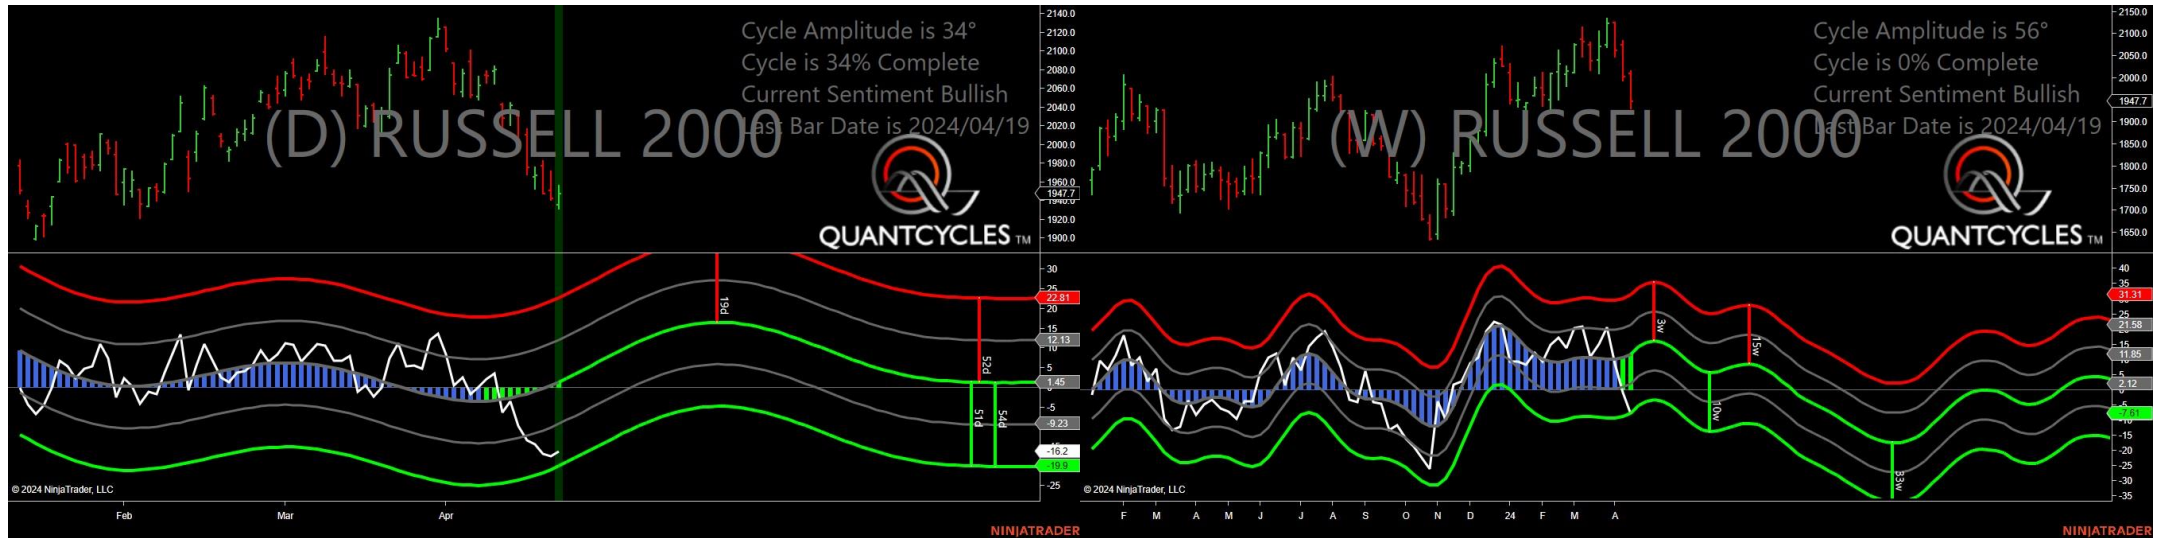 Cycle Amplitude is 34°
Cycle is 34% Complete
Current Sentiment Bullish
Last Bar Date is 2024/04/19
(D) RUSSELL 2000
QUANTCYCLES TM
2140.0
2120.0
2100.0
2080.0
2060.0
2040.0
2020.0
2000.0
1980.0
1960.0
1947.7
1940.0
1920.0
1900.0
19d
52d
51d
54d
30
22.81
20
15
12.13
10
5
1.45
-5
-9.23
-16.2
-19.9
-25
© 2024 NinjaTrader, LLC
Feb Mar Apr
NINJATRADER
Cycle Amplitude is 56°
Cycle is 0% Complete
Current Sentiment Bullish
Last Bar Date is 2024/04/19
(W) RUSSELL 2000
QUANTCYCLES TM
2150.0
2100.0
2050.0
2000.0
1947.7
1900.0
1850.0
1800.0
1750.0
1700.0
1650.0
3w
15w
10w
33w
40
35
31.31
25
21.58
15
11.85
5
2.12
-5
-7.61
-15
-20
-25
-30
-35
© 2024 NinjaTrader, LLC
F M A M J J A S O N D 24 F M A
NINJATRADER